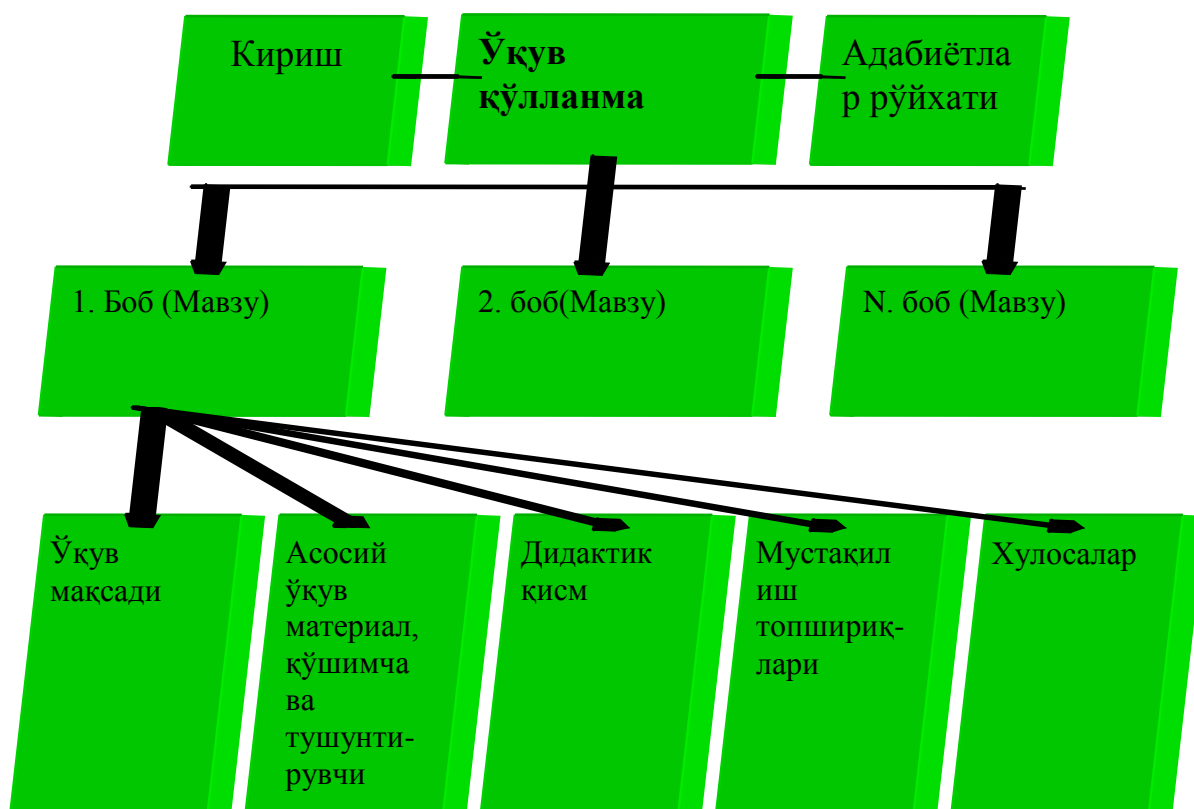 Кириш
Ўқув
қўлланма
Адабиётла
р рўйхати
1. Боб (Мавзу)
2. боб(Мавзу)
N. боб (Мавзу)
Ўқув
мақсади
Асосий
ўқув
материал,
қўшимча
ва
тушунти-
рувчи
Дидактик
қисм
Мустақил
иш
топшириқ-
лари
Хулосалар